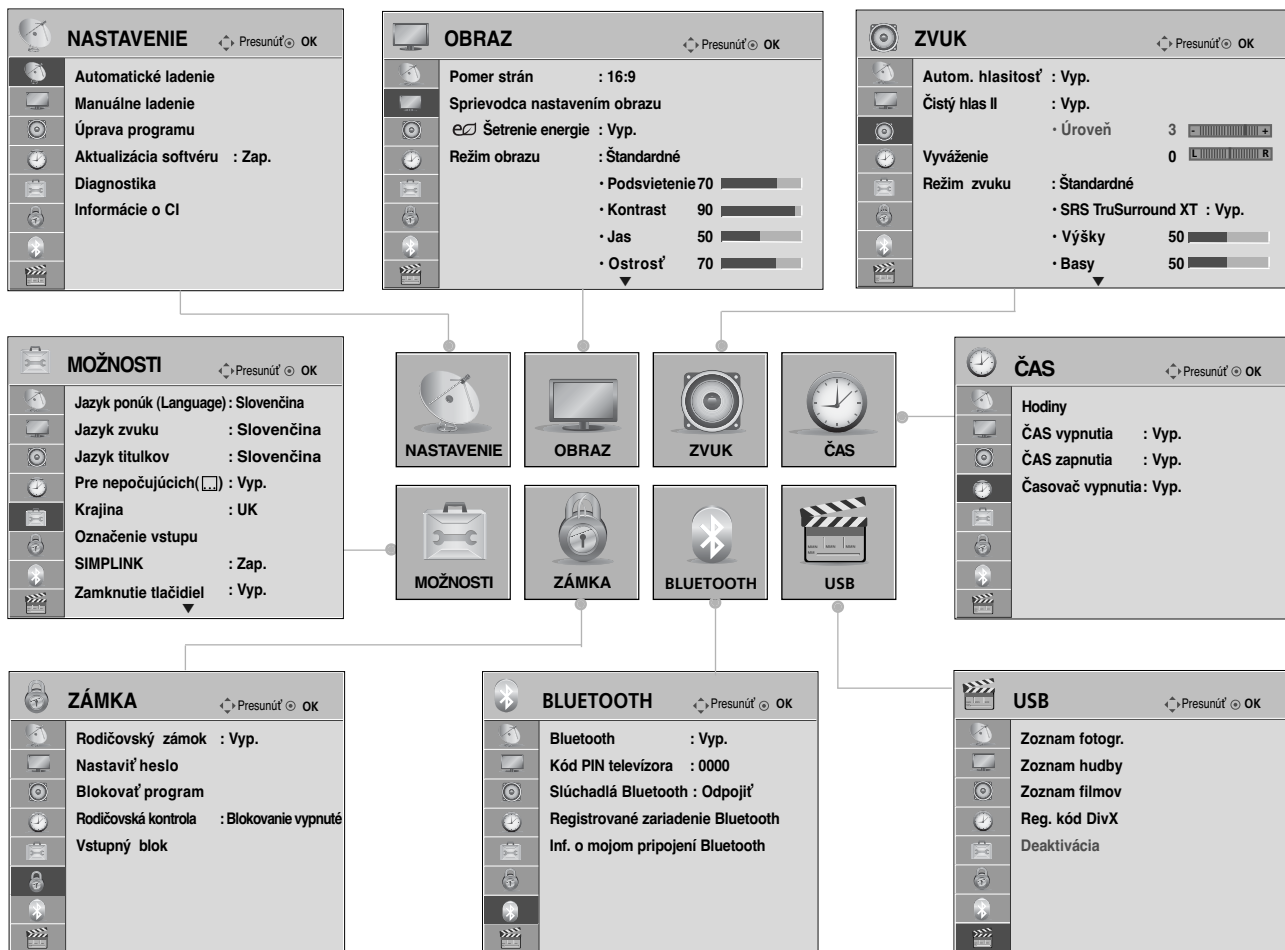 NASTAVENIE Presunúť OK
Automatické ladenie
Manuálne ladenie
Úprava programu
Aktualizácia softvéru : Zap.
Diagnostika
Informácie o CI
OBRAZ Presunúť OK
Pomer strán : 16:9
Sprievodca nastavením obrazu
Šetrenie energie : Vyp.
Režim obrazu : Štandardné
• Podsvietenie 70
• Kontrast 90
• Jas 50
• Ostrosť 70
ZVUK Presunúť OK
Autom. hlasitosť : Vyp.
Čistý hlas II : Vyp.
• Úroveň 3 - +
Vyváženie 0 L R
Režim zvuku : Štandardné
• SRS TruSurround XT : Vyp.
• Výšky 50
• Basy 50
MOŽNOSTI Presunúť OK
Jazyk ponúk (Language) : Slovenčina
Jazyk zvuku : Slovenčina
Jazyk titulkov : Slovenčina
Pre nepočujúcich( ) : Vyp.
Krajina : UK
Označenie vstupu
SIMPLINK : Zap.
Zamknutie tlačidiel : Vyp.
NASTAVENIE
OBRAZ
ZVUK
ČAS
MOŽNOSTI
ZÁMKA
BLUETOOTH
USB
ČAS Presunúť OK
Hodiny
ČAS vypnutia : Vyp.
ČAS zapnutia : Vyp.
Časovač vypnutia : Vyp.
ZÁMKA Presunúť OK
Rodičovský zámok : Vyp.
Nastaviť heslo
Blokovať program
Rodičovská kontrola : Blokovanie vypnuté
Vstupný blok
BLUETOOTH Presunúť OK
Bluetooth : Vyp.
Kód PIN televízora : 0000
Slúchadlá Bluetooth : Odpojiť
Registrované zariadenie Bluetooth
Inf. o mojom pripojení Bluetooth
USB Presunúť OK
Zoznam fotogr.
Zoznam hudby
Zoznam filmov
Reg. kód DivX
Deaktivácia